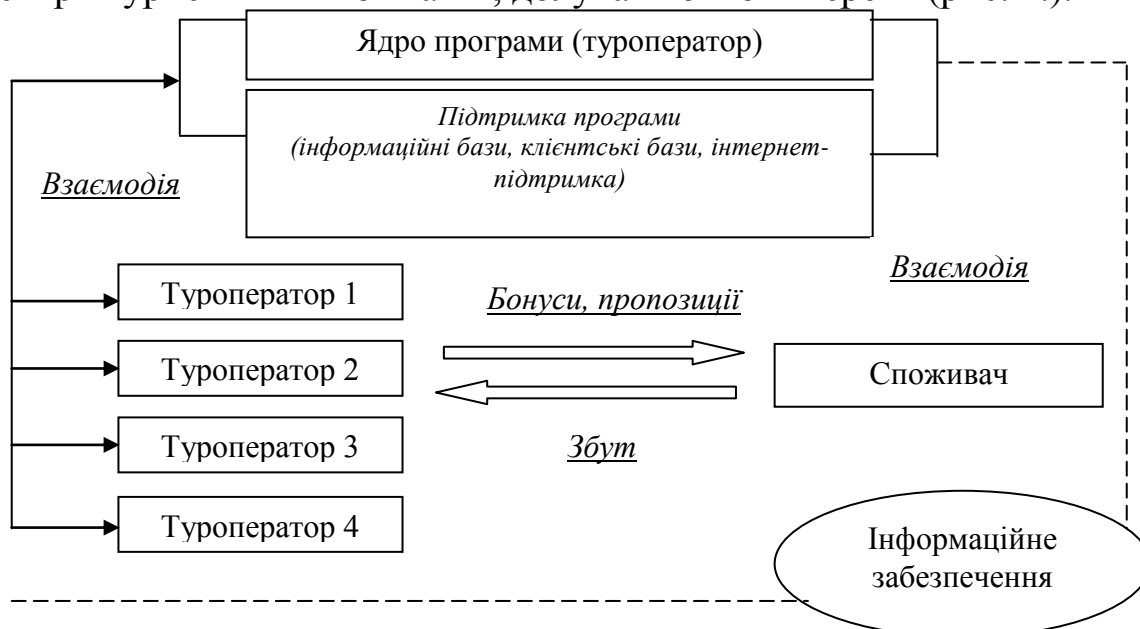 Ядро програми (туроператор)
Підтримка програми
(інформаційні бази, клієнтські бази, інтернет-
підтримка)
Взаємодія
Взаємодія
Туроператор 1
Бонуси, пропозиції
Туроператор 2
Споживач
Туроператор 3
Збут
Туроператор 4
Інформаційне
забезпечення